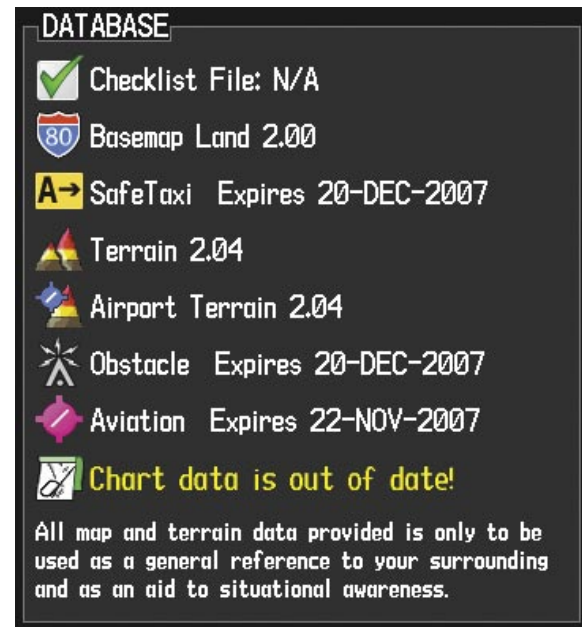 DATABASE
Checklist File: N/A
80
Basemap Land 2.00
A→
SafeTaxi Expires 20-DEC-2007
Terrain 2.04
Airport Terrain 2.04
Obstacle Expires 20-DEC-2007
Aviation Expires 22-NOV-2007
Chart data is out of date!
All map and terrain data provided is only to be
used as a general reference to your surrounding
and as an aid to situational awareness.